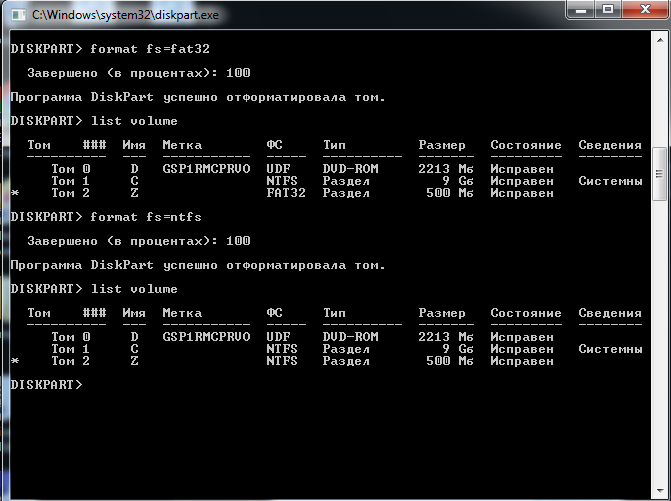 C:\Windows\system32\diskpart.exe
DISKPART> format fs=fat32
Завершено (в процентах): 100
Программа DiskPart успешно отформатировала том.
DISKPART> list volume
Том ### Имя Метка ФС Тип Размер Состояние Сведения
---------- --- ----------- ----- ---------- ------- --------- --------
Том 0 D GSP1RMCPRVO UDF DVD-ROM 2213 Mб Исправен
Том 1 C NTFS Раздел 9 Gб Исправен Системны
* Том 2 Z FAT32 Раздел 500 Mб Исправен
DISKPART> format fs=ntfs
Завершено (в процентах): 100
Программа DiskPart успешно отформатировала том.
DISKPART> list volume
Том ### Имя Метка ФС Тип Размер Состояние Сведения
---------- --- ----------- ----- ---------- ------- --------- --------
Том 0 D GSP1RMCPRVO UDF DVD-ROM 2213 Mб Исправен
Том 1 C NTFS Раздел 9 Gб Исправен Системны
* Том 2 Z NTFS Раздел 500 Mб Исправен
DISKPART>